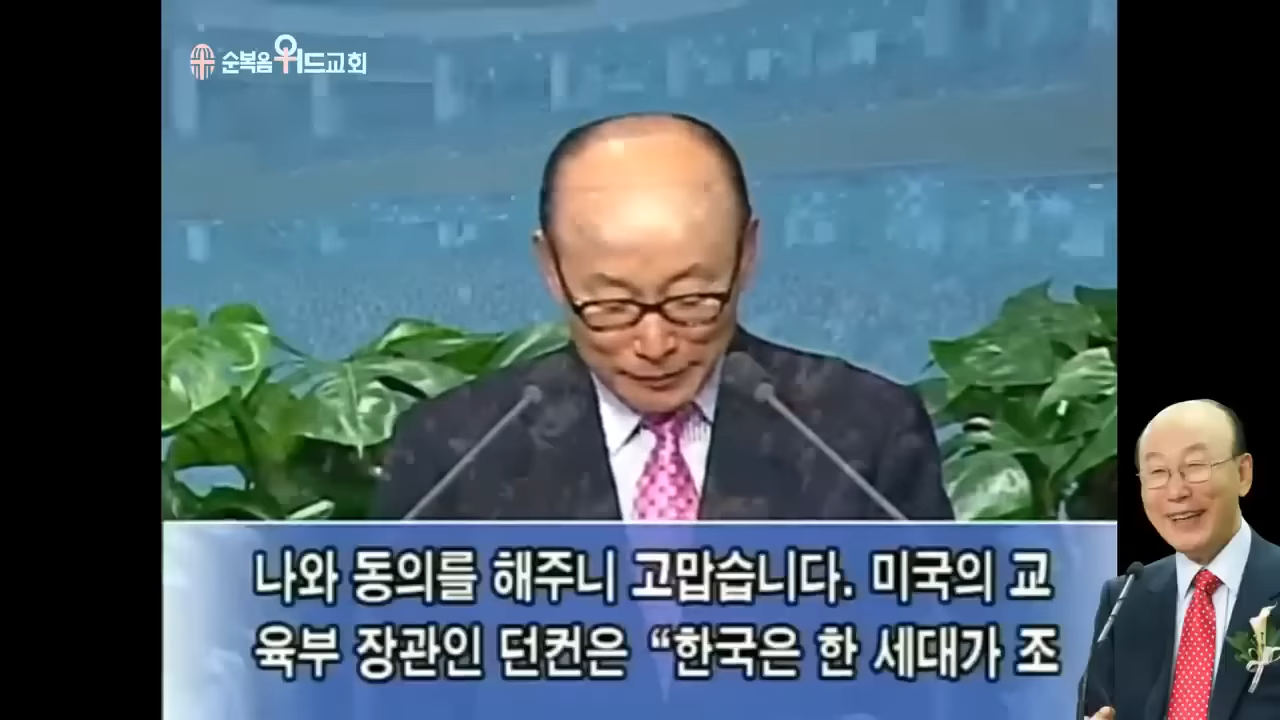 순복음위드교회
나와 동의를 해주니 고맙습니다. 미국의 교
육부 장관인 던컨은 “한국은 한 세대가 조